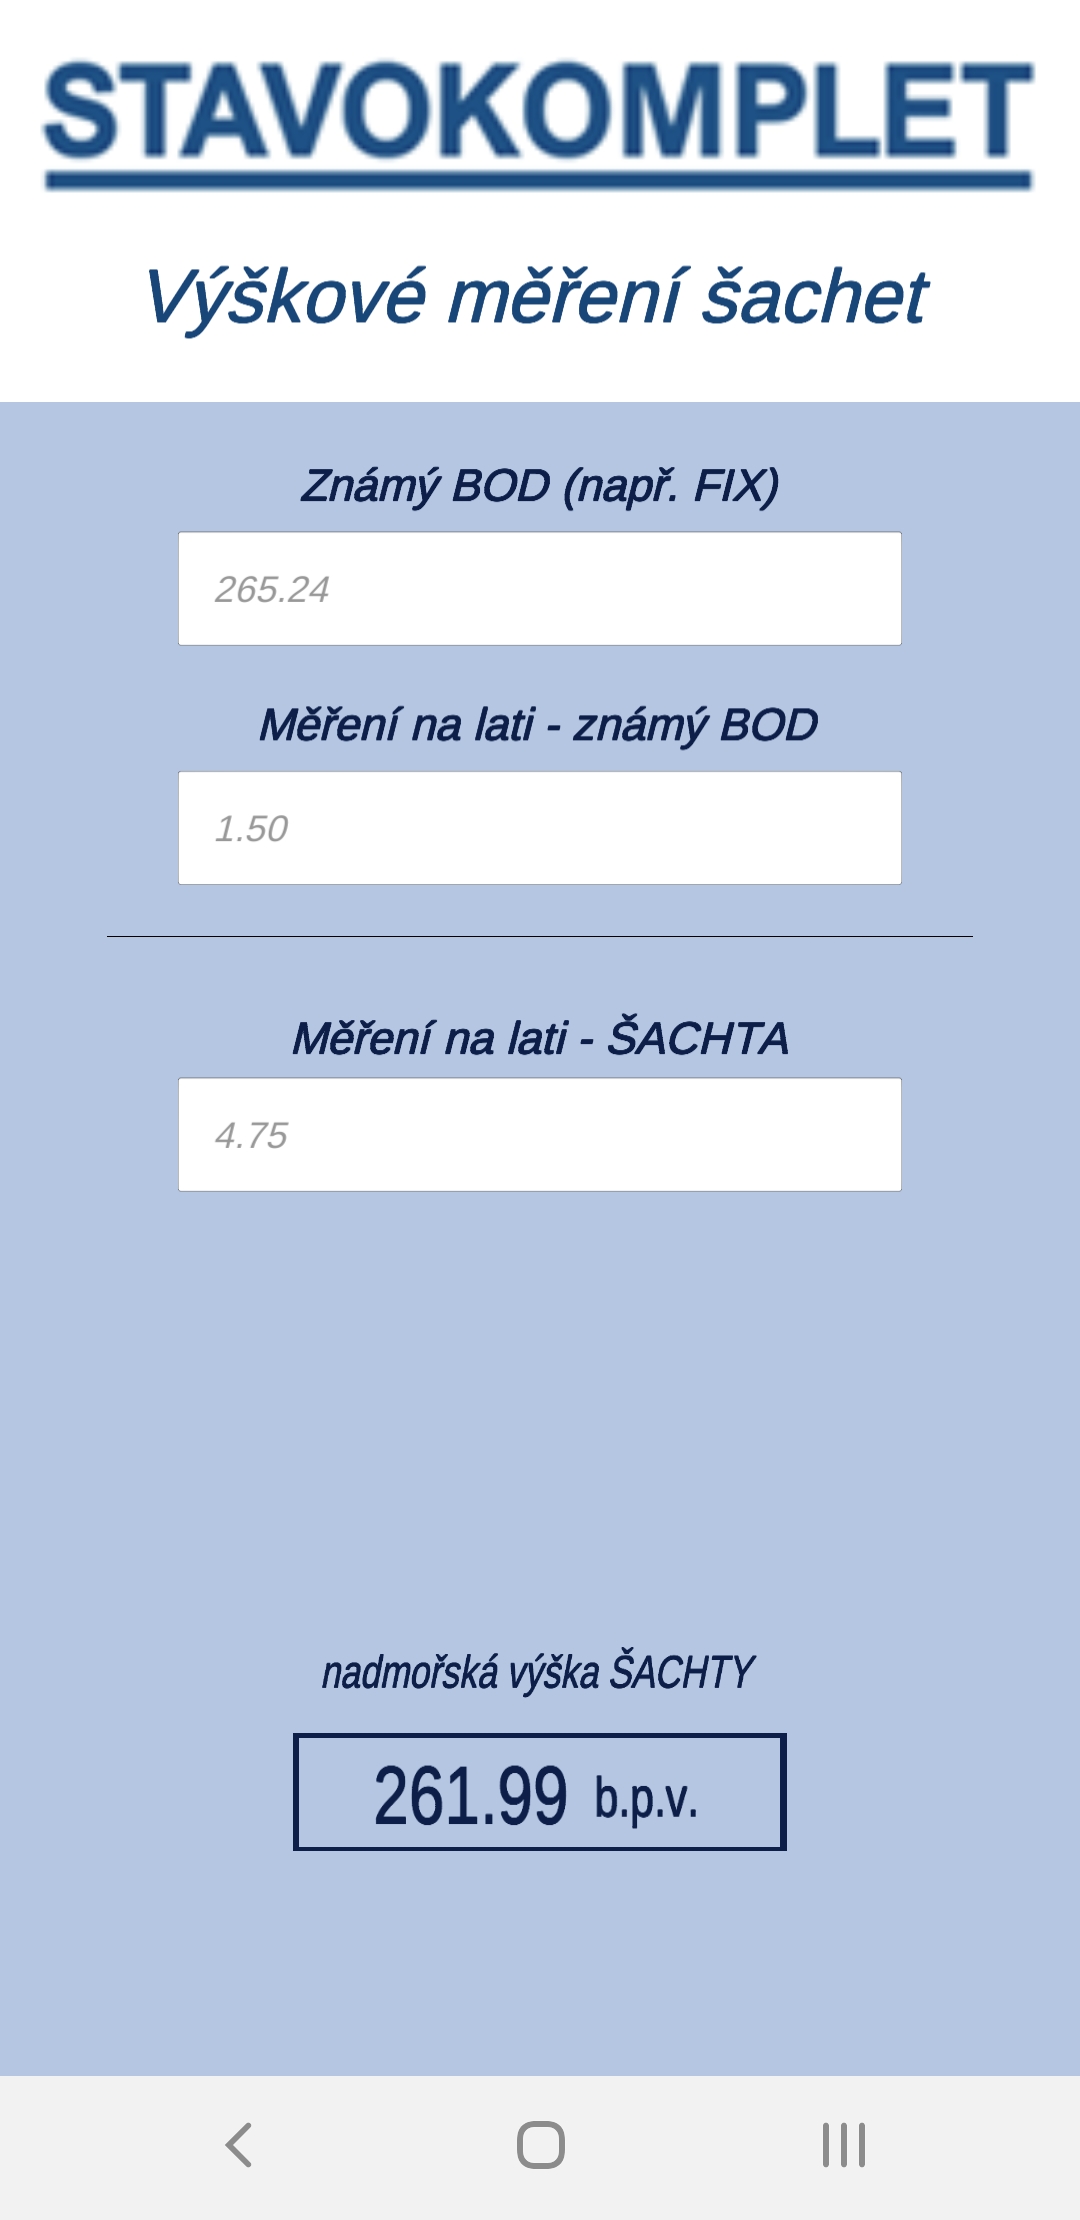 STAVOKOMPLET
Výškové měření šachet
Známý BOD (např. FIX)
265.24
Měření na lati - známý BOD
1.50
Měření na lati - ŠACHTA
4.75
nadmořská výška ŠACHTY
261.99 b.p.v.